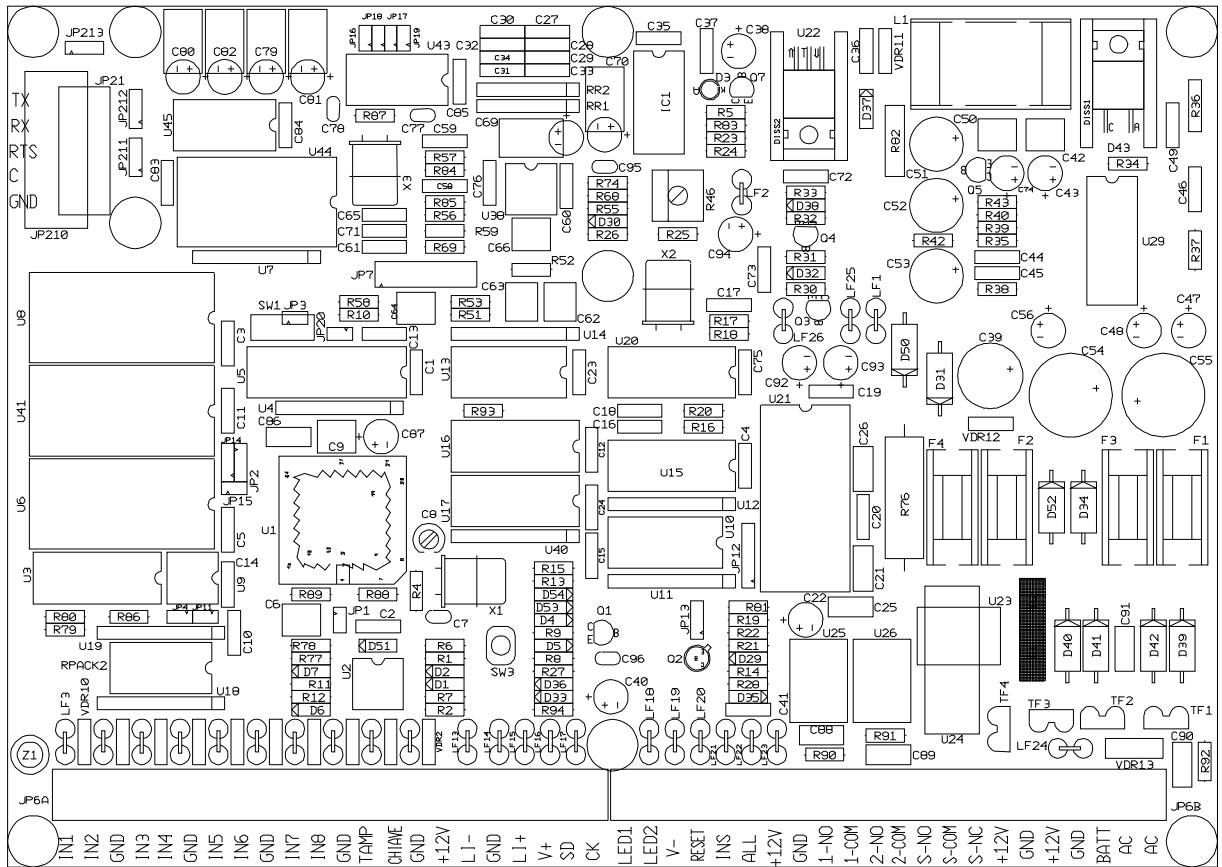 JP18 JP17
JP16 JP19
JP213
C80 C82 C79
C81
U43
C32
C30 C27
C28
C29
C34
C31
C33
C70
C35 C37 C38
U22
C36
VDR11
L1
DISS1
R36
TX
RX
RTS
C
GND
JP21
JP212
JP211
JP210
U45
C84
C83
U44
C78
R87
C77
C85
RR2
RR1
C69
IC1
D3
Q7
R5
R83
R23
R24
DISS2
D37
R82
C50
C42
C43
C74
Q5
C A
D43
R34
C49
C46
C59
R57
R84
C58
R85
R56
R59
R69
X3
C65
C71
C61
C76
U38
C60
C66
R52
C95
R74
R68
R55
D30
R26
R46
R25
LF2
C94
C72
R33
D38
R32
Q4
R31
D32
R30
C73
C51
C52
C53
R42
R43
R40
R39
R35
C44
C45
R38
U29
R37
U7
JP7
X2
U8
SW1 JP3
JP20
R58
R10
C64
C13
R53
R51
C63
C62
U14
C17
R17
R18
Q3
LF26
LF25
LF1
D50
D31
C39
C56
C54
C48
C47
C55
C3
U5
C1
U13
C23
U20
C75
C92
C93
C19
U41
C11
U4
C86
C9
C87
R93
C18
C16
R20
R16
U21
VDR12
JP14
JP2
JP15
U16
C12
U15
C4
C26
R76
F4 F2 F3 F1
U6
C5
U1
C8
U17
C24
U12
C20
D52
D34
U40
C15
U10
JP12
U11
C21
U3
C14
U9
R89 R88
R4
X1
R80
R79
R86
JP4 JP11
C10
C6
JP1
C2
C7
R15
R13
D54
D53
D4
R9
D5
R8
R27
D36
D33
R94
Q1
C96
C40
JP13
Q2
R81
R19
R22
R21
D29
R14
R28
D35
C22
C25
C41
U25 U26
U23
U24
D40
D41
C91
D42
D39
U19
RPACK2
U18
R78
R77
D7
R11
R12
D6
D51
U2
R6
R1
D2
D1
R7
R2
SW3
LF3
VDR10
VDR2
LF13
LF14
LF15
LF16
LF17
LF18
LF19
LF20
LF21
LF22
LF23
C88
R90
R91
C89
TF4
TF3
TF2
TF1
LF24
VDR13
C90
R92
Z1
JP6A
JP6B
IN1 IN2 GND IN3 IN4 GND IN5 IN6 GND IN7 IN8 GND TAMP CHIAVE GND +12V LI- GND LI+ V+ SD CK LED1 LED2 V- RESET INS ALL +12V GND 1-NO 1-COM 2-NO 2-COM S-NO S-COM S-NC +12V GND +12V GND BATT AC AC